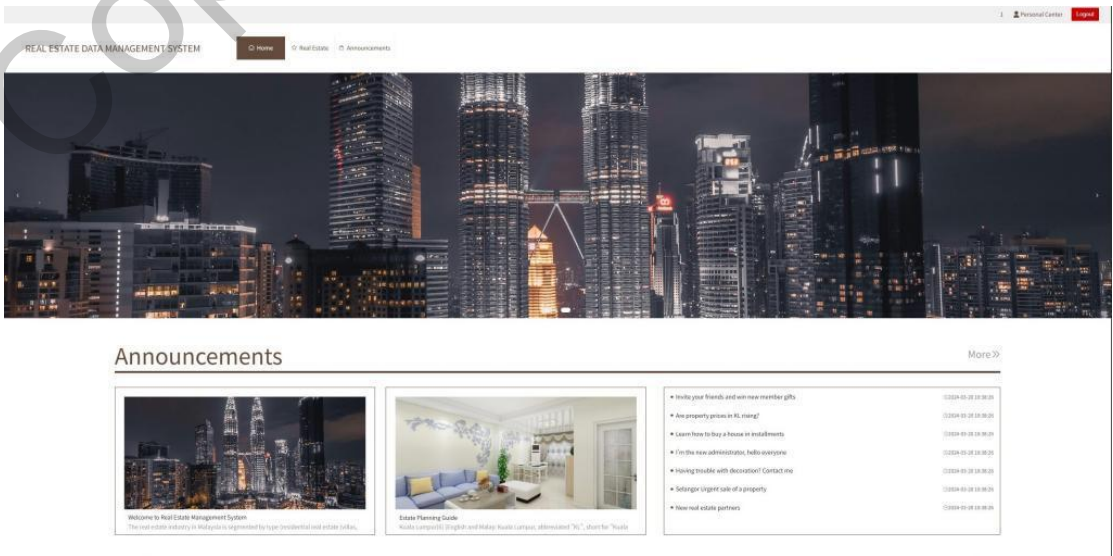 Personal Center
Logout
REAL ESTATE DATA MANAGEMENT SYSTEM
Home
Real Estate
Announcements
Announcements
More
Invite your friends and win new member gifts
Are property prices in KL rising?
Learn how to buy a house in installments
I'm the new administrator, hello everyone
Having trouble with decoration? Contact me
Selangor Urgent sale of a property
New real estate partners
Welcome to Real Estate Management System
The real estate industry in Malaysia is segmented by type (residential real estate (villas,
Estate Planning Guide
(English and Malay: Kuala Lumpur, abbreviated "KL", short for "Kuala